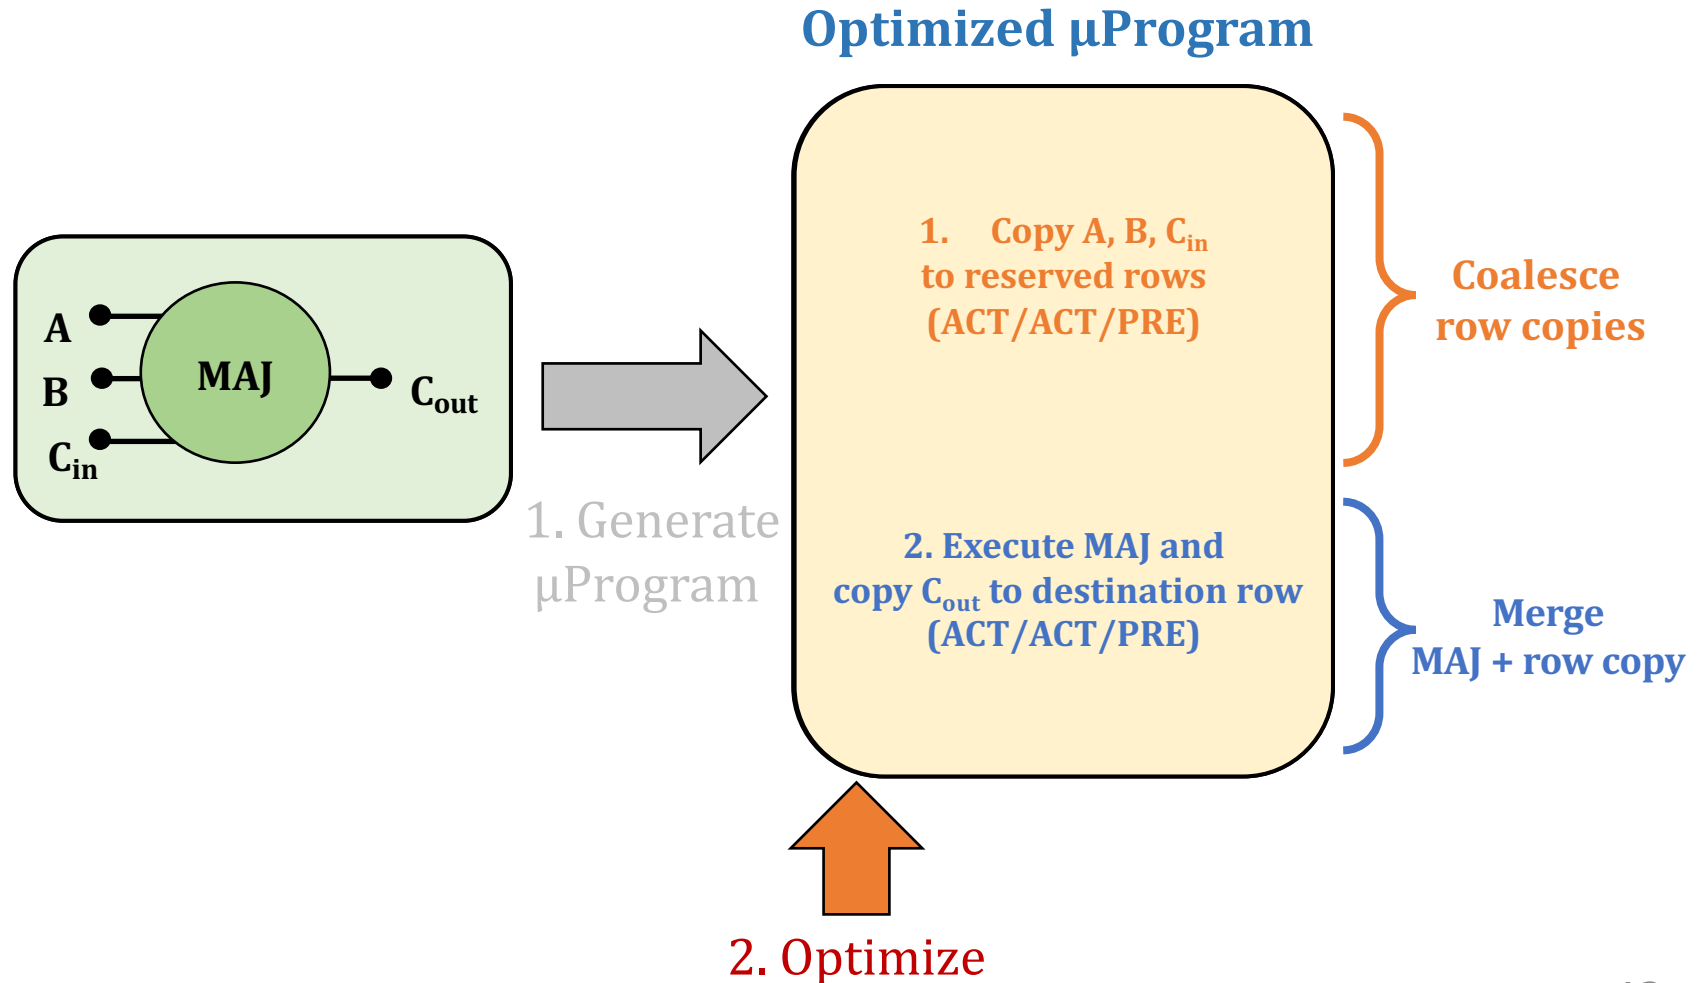 Optimized μProgram
A
B
C_in
MAJ
C_out
1. Generate
μProgram
1. Copy A, B, C_in
to reserved rows
(ACT/ACT/PRE)
2. Execute MAJ and
copy C_out to destination row
(ACT/ACT/PRE)
Coalesce
row copies
Merge
MAJ + row copy
2. Optimize